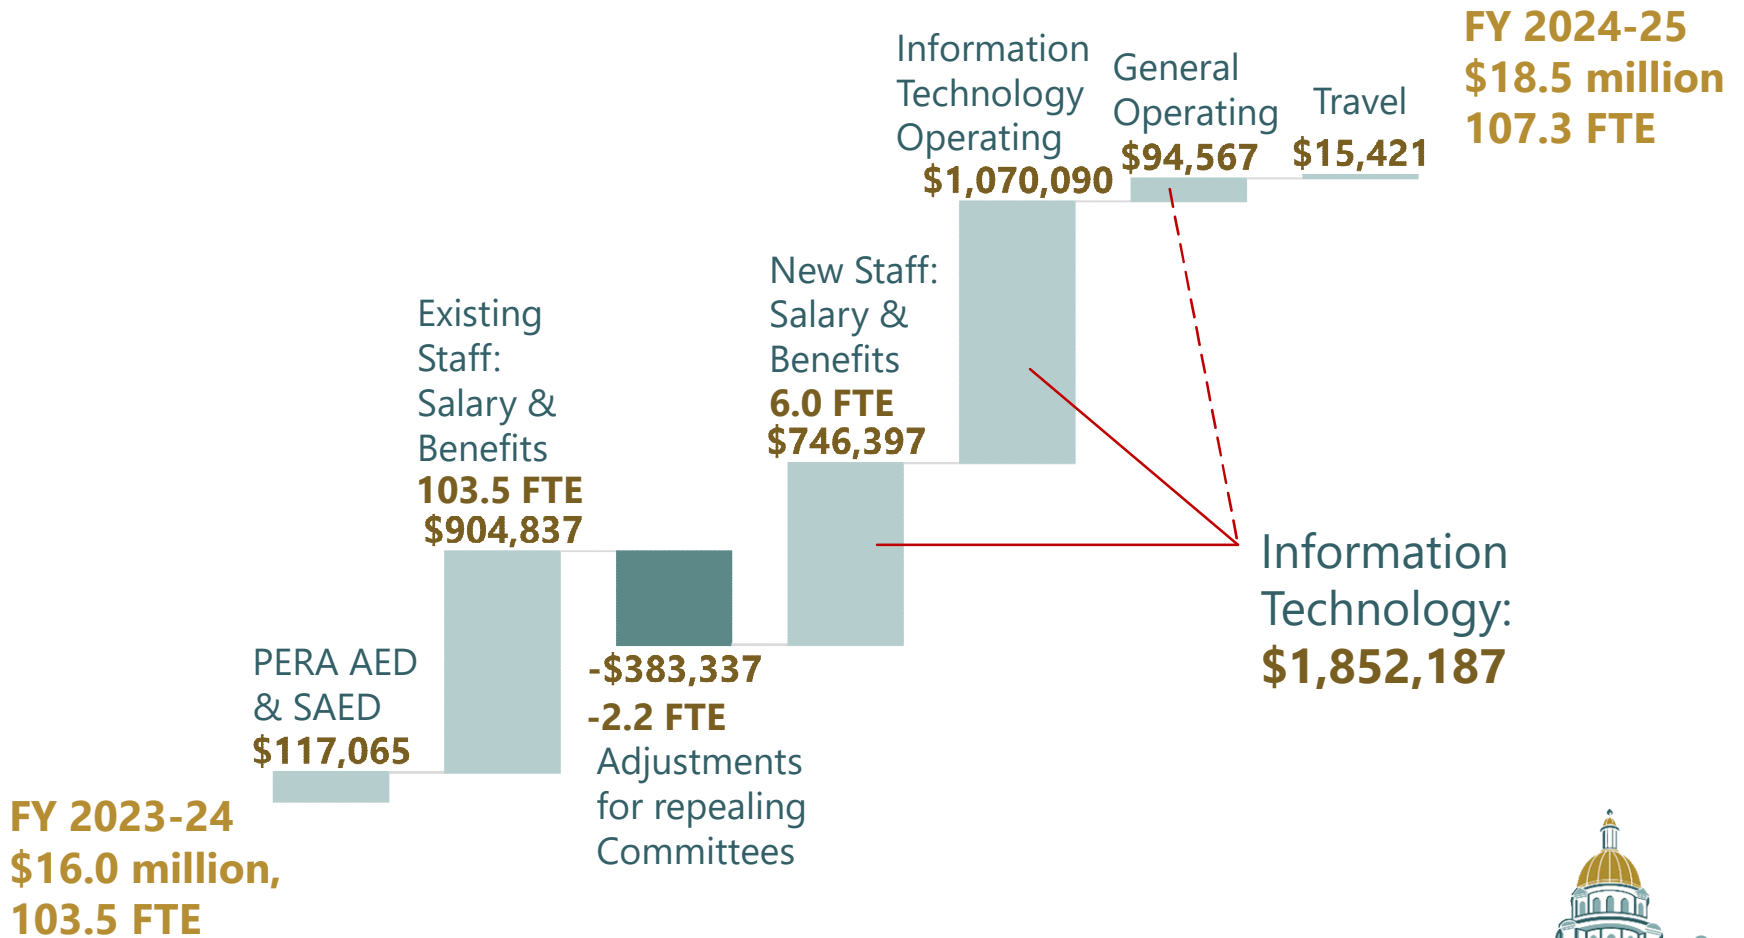 FY 2023-24
$16.0 million,
103.5 FTE
PERA AED
& SAED
$117,065
Existing
Staff:
Salary &
Benefits
103.5 FTE
$904,837
-$383,337
-2.2 FTE
Adjustments
for repealing
Committees
New Staff:
Salary &
Benefits
6.0 FTE
$746,397
Information
Technology
Operating
$1,070,090
General
Operating
$94,567
Travel
$15,421
FY 2024-25
$18.5 million
107.3 FTE
Information
Technology:
$1,852,187